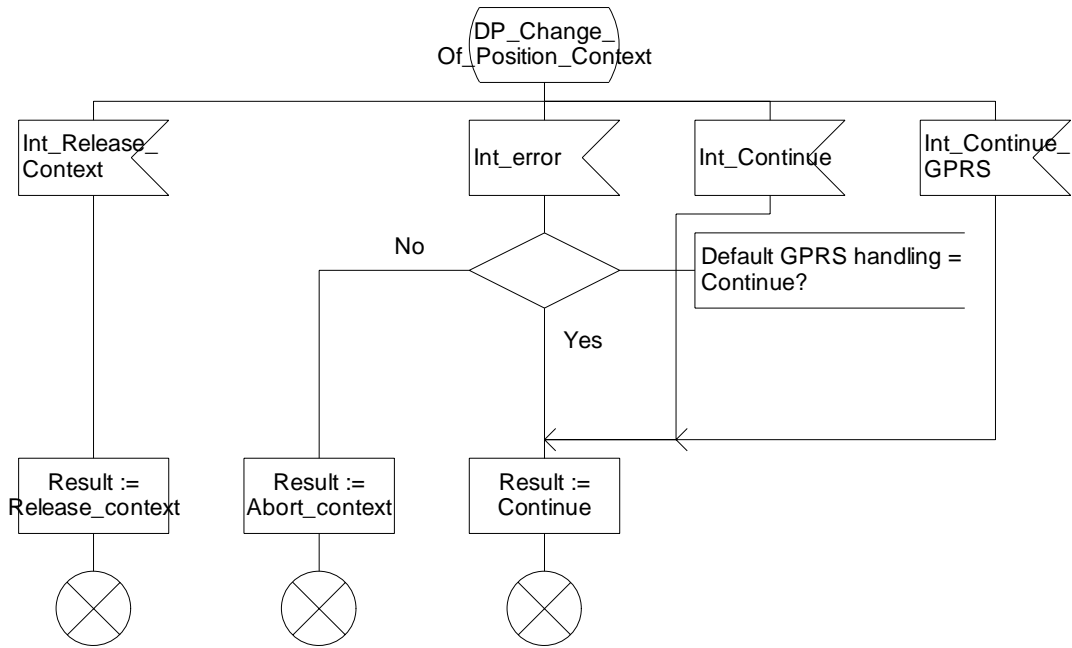 DP_Change_
Of_Position_Context
Int_Release_
Context
Int_error
Int_Continue
Int_Continue_
GPRS
No
Default GPRS handling =
Continue?
Yes
Result :=
Release_context
Result :=
Abort_context
Result :=
Continue